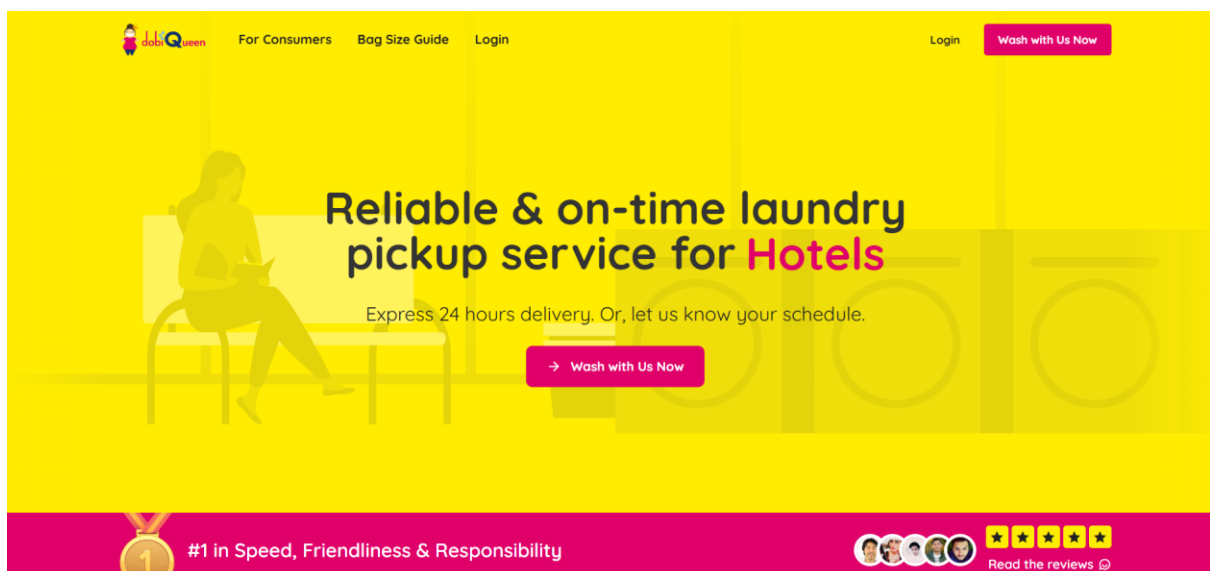 dobiQueen
For Consumers
Bag Size Guide
Login
Login
Wash with Us Now
Reliable & on-time laundry
pickup service for Hotels
Express 24 hours delivery. Or, let us know your schedule.
→ Wash with Us Now
1
#1 in Speed, Friendliness & Responsibility
Read the reviews